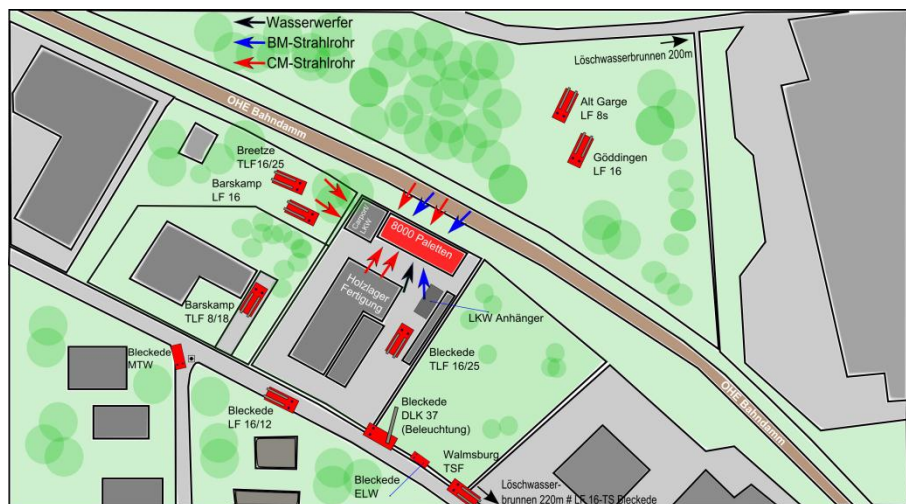 Wasserwerfer
BM-Strahlrohr
CM-Strahlrohr
Löschwasserbrunnen 200m
OHE Bahndamm
Alt Garge
LF 8s
Göddingen
LF 16
Breetze
TLF16/25
Barskamp
LF 16
Carport
LKW
8000 Paletten
Holzlager
Fertigung
LKW Anhänger
Barskamp
TLF 8/18
Bleckede
MTW
Bleckede
TLF 16/25
Bleckede
LF 16/12
Bleckede
DLK 37
(Beleuchtung)
Walmsburg
TSF
Bleckede
ELW
OHE Bahndamm
Löschwasser-
brunnen 220m # LF 16-TS Bleckede